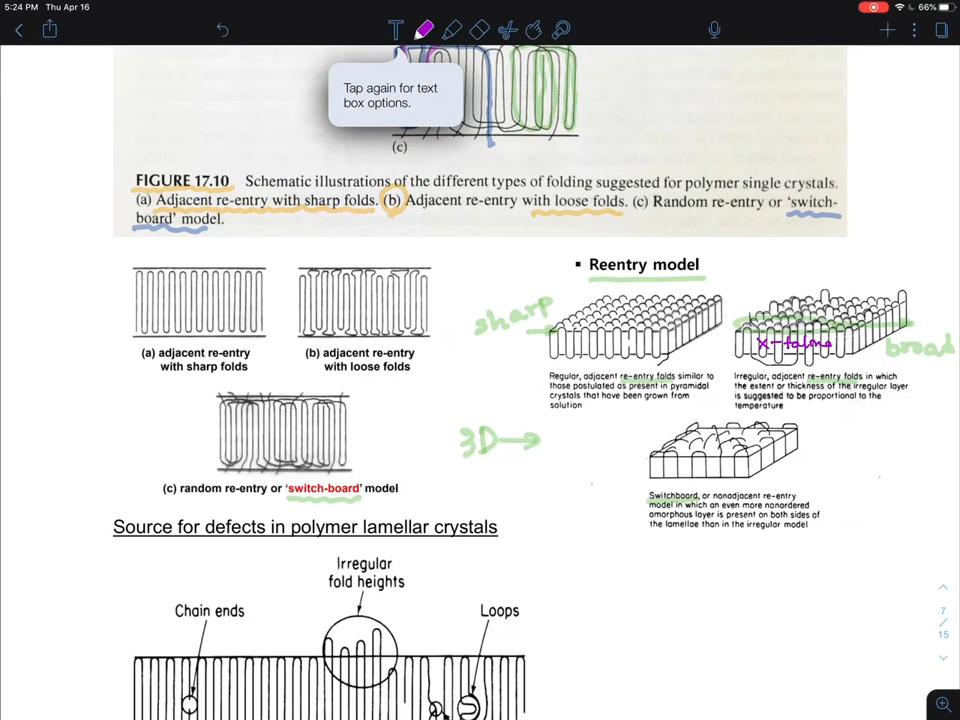 5:24 PM Thu Apr 16
66%
T
Tap again for text
box options.
(c)
FIGURE 17.10 Schematic illustrations of the different types of folding suggested for polymer single crystals.
(a) Adjacent re-entry with sharp folds. (b) Adjacent re-entry with loose folds. (c) Random re-entry or 'switch-
board' model.
(a) adjacent re-entry
with sharp folds
(b) adjacent re-entry
with loose folds
(c) random re-entry or 'switch-board' model
▪ Reentry model
sharp
x-talline
broad
Regular, adjacent re-entry folds similar to
those postulated as present in pyramidal
crystals that have been grown from
solution
Irregular, adjacent re-entry folds in which
the extent or thickness of the irregular layer
is suggested to be proportional to the
temperature
3D→
Switchboard, or nonadjacent re-entry
model in which an even more nonordered
amorphous layer is present on both sides of
the lamellae than in the irregular model
Source for defects in polymer lamellar crystals
Irregular
fold heights
Chain ends
Loops
7
/
15